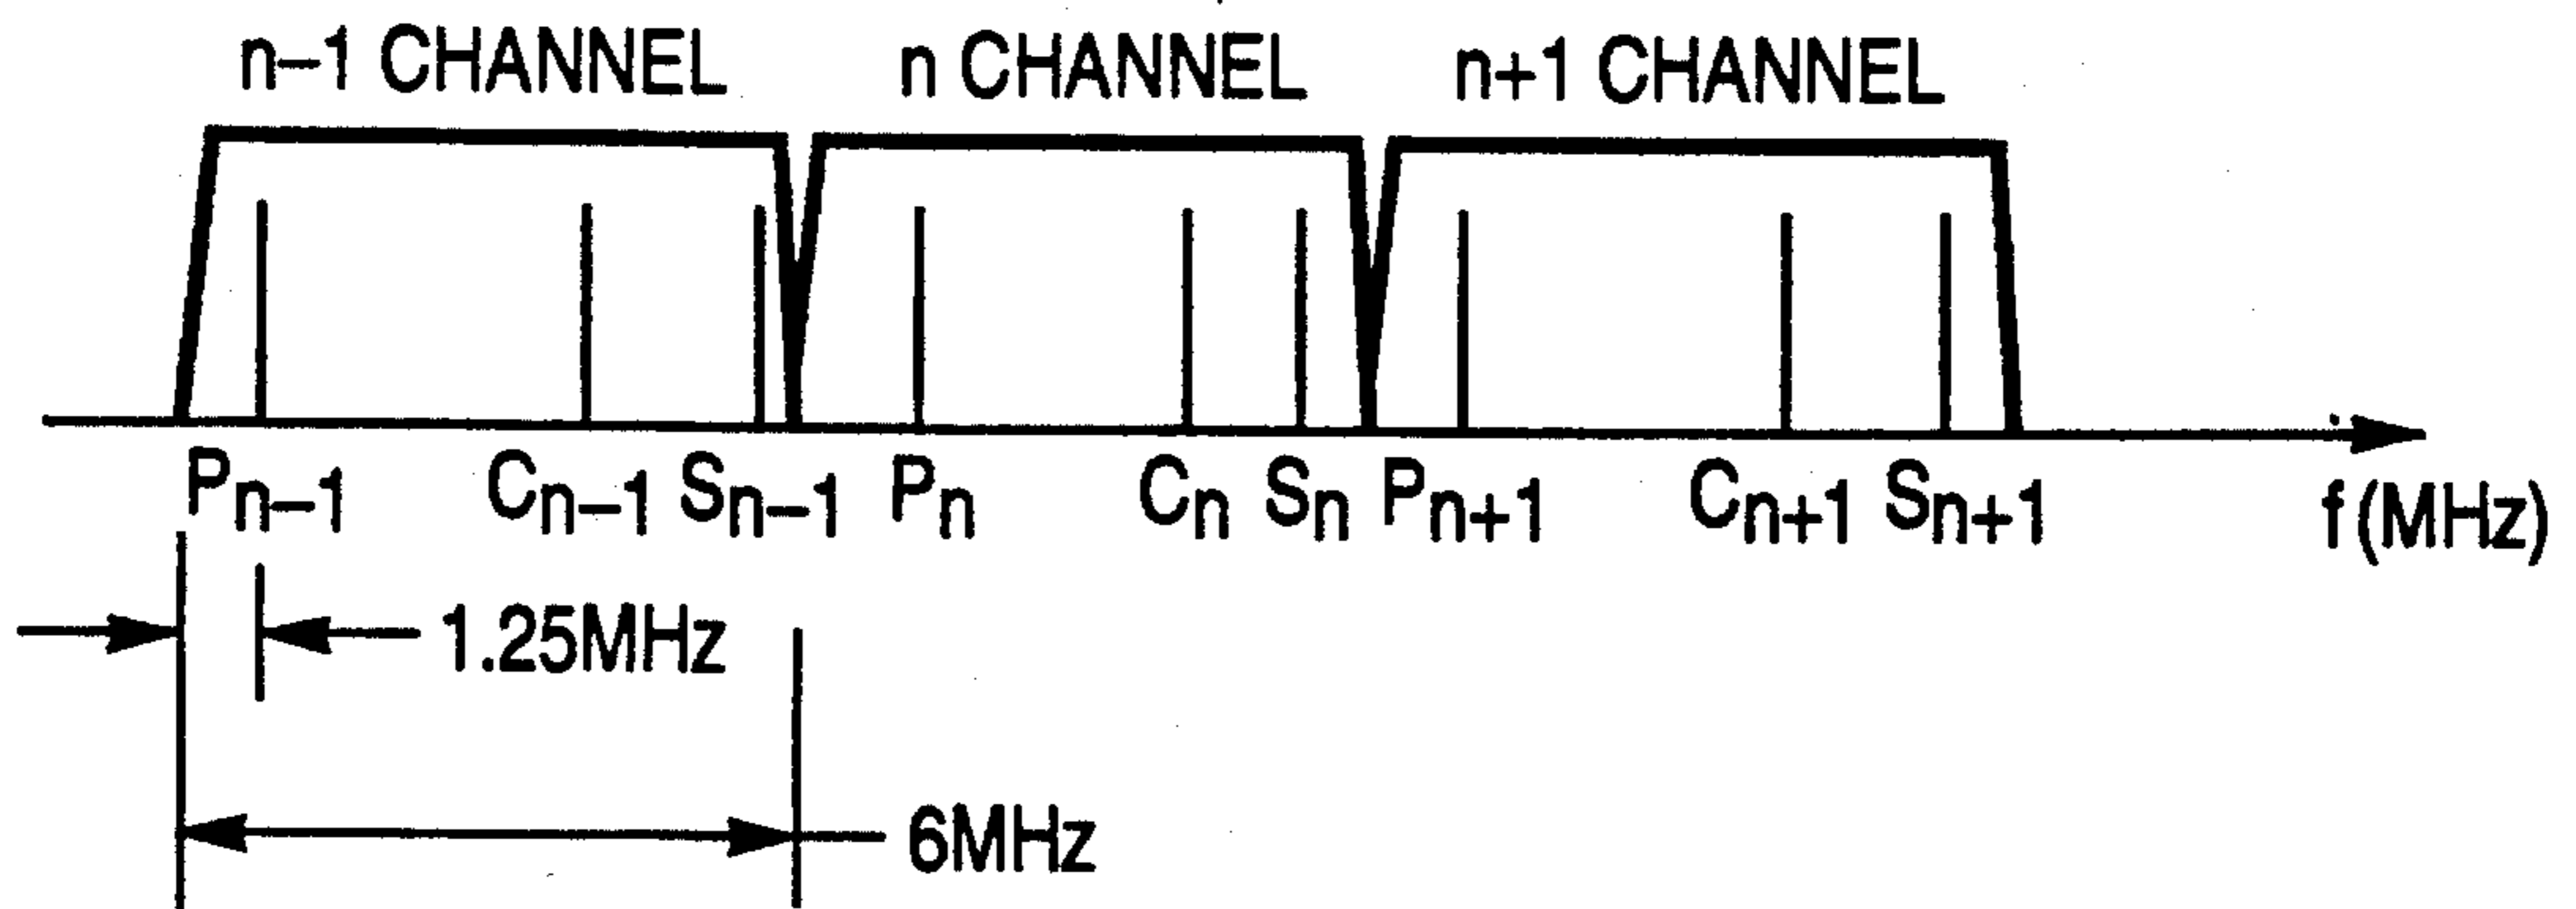 n–1 CHANNEL n CHANNEL n+1 CHANNEL
Pn–1 Cn–1 Sn–1 Pn Cn Sn Pn+1 Cn+1 Sn+1 f (MHz)
1.25MHz
6MHz